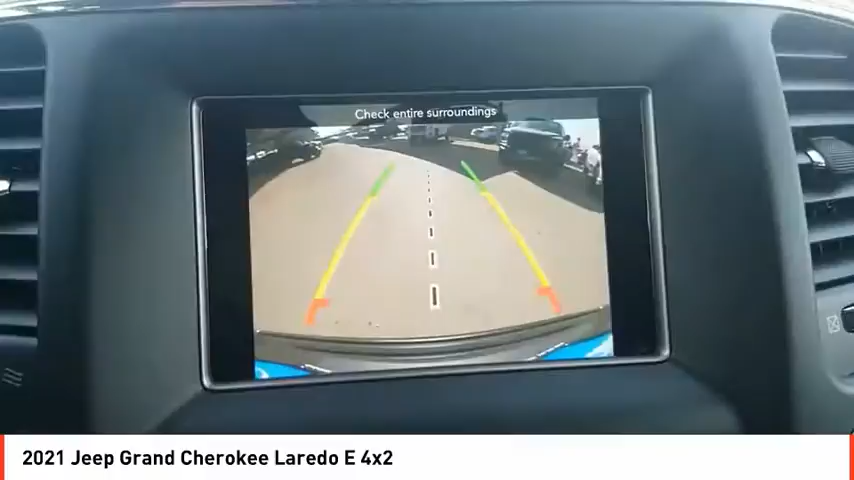 Check entire surroundings
2021 Jeep Grand Cherokee Laredo E 4x2